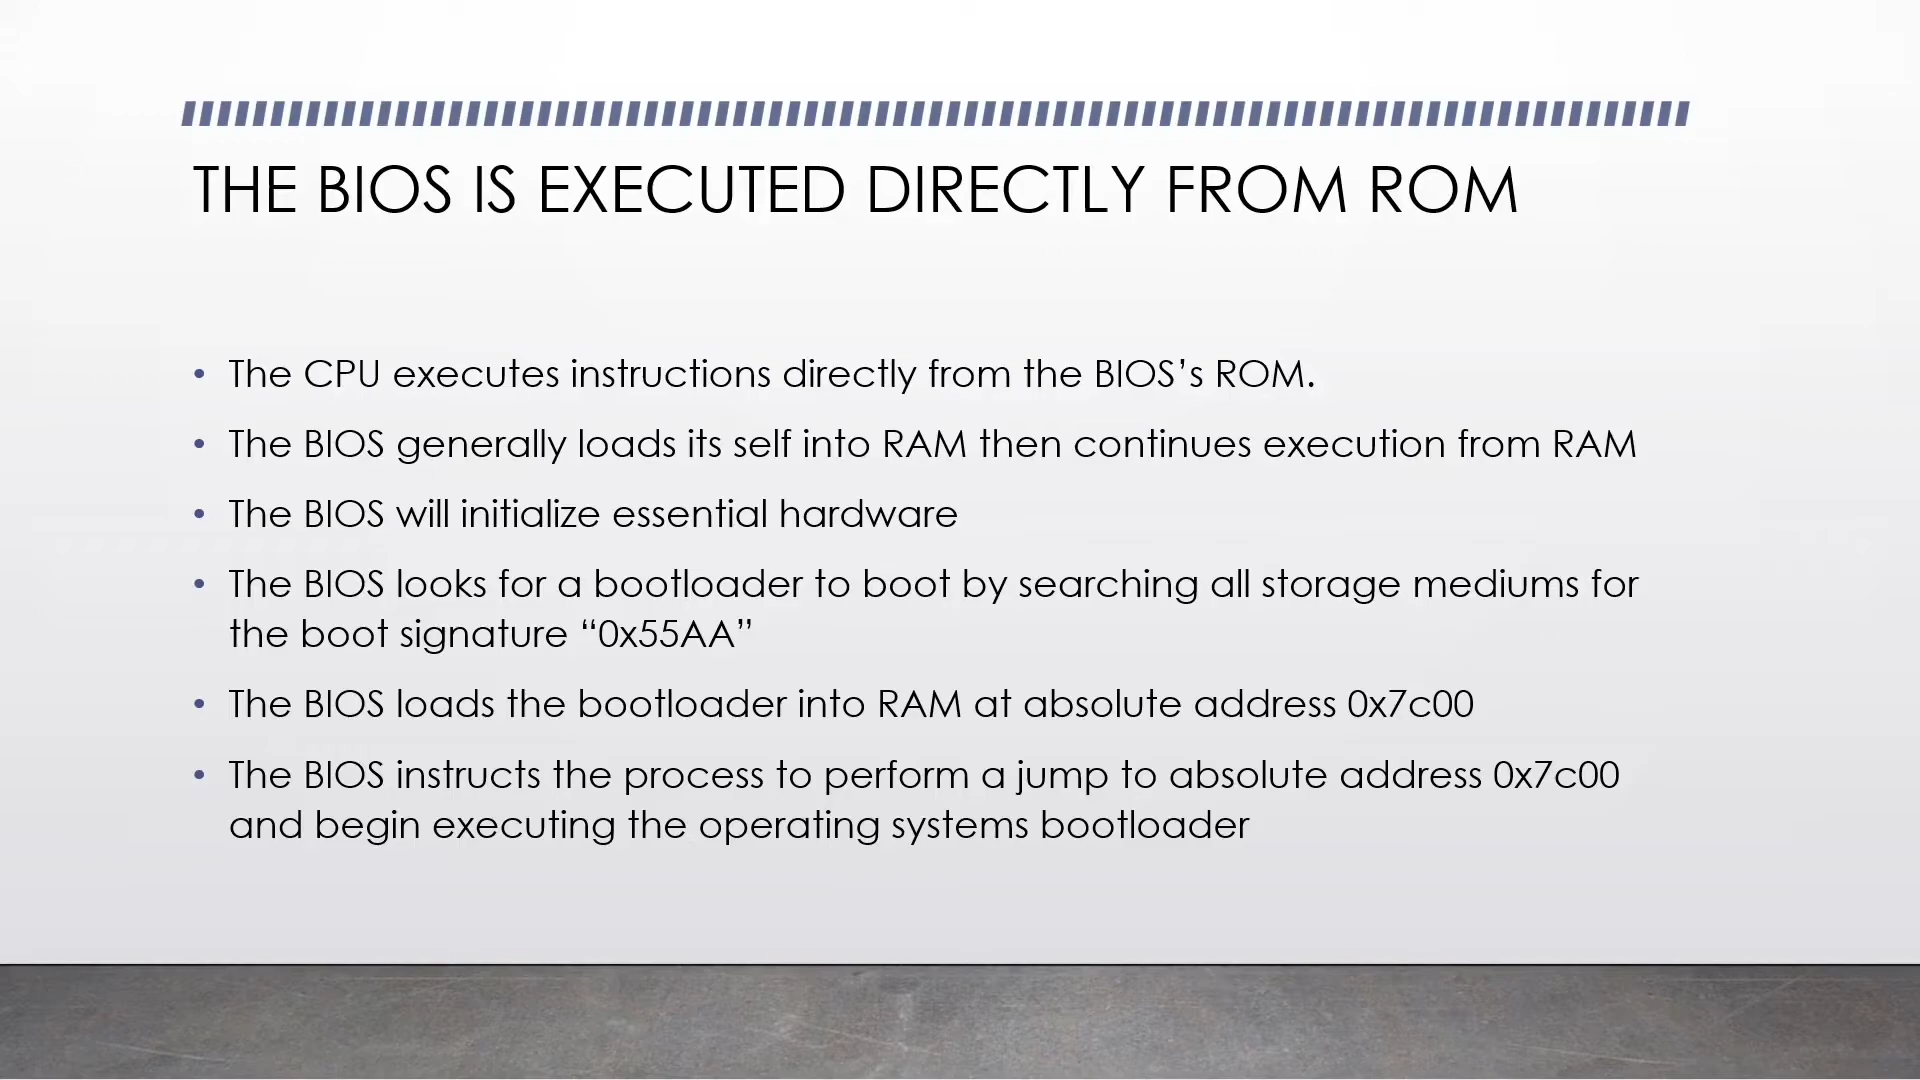 THE BIOS IS EXECUTED DIRECTLY FROM ROM
• The CPU executes instructions directly from the BIOS’s ROM.
• The BIOS generally loads its self into RAM then continues execution from RAM
• The BIOS will initialize essential hardware
• The BIOS looks for a bootloader to boot by searching all storage mediums for
the boot signature “0x55AA”
• The BIOS loads the bootloader into RAM at absolute address 0x7c00
• The BIOS instructs the process to perform a jump to absolute address 0x7c00
and begin executing the operating systems bootloader